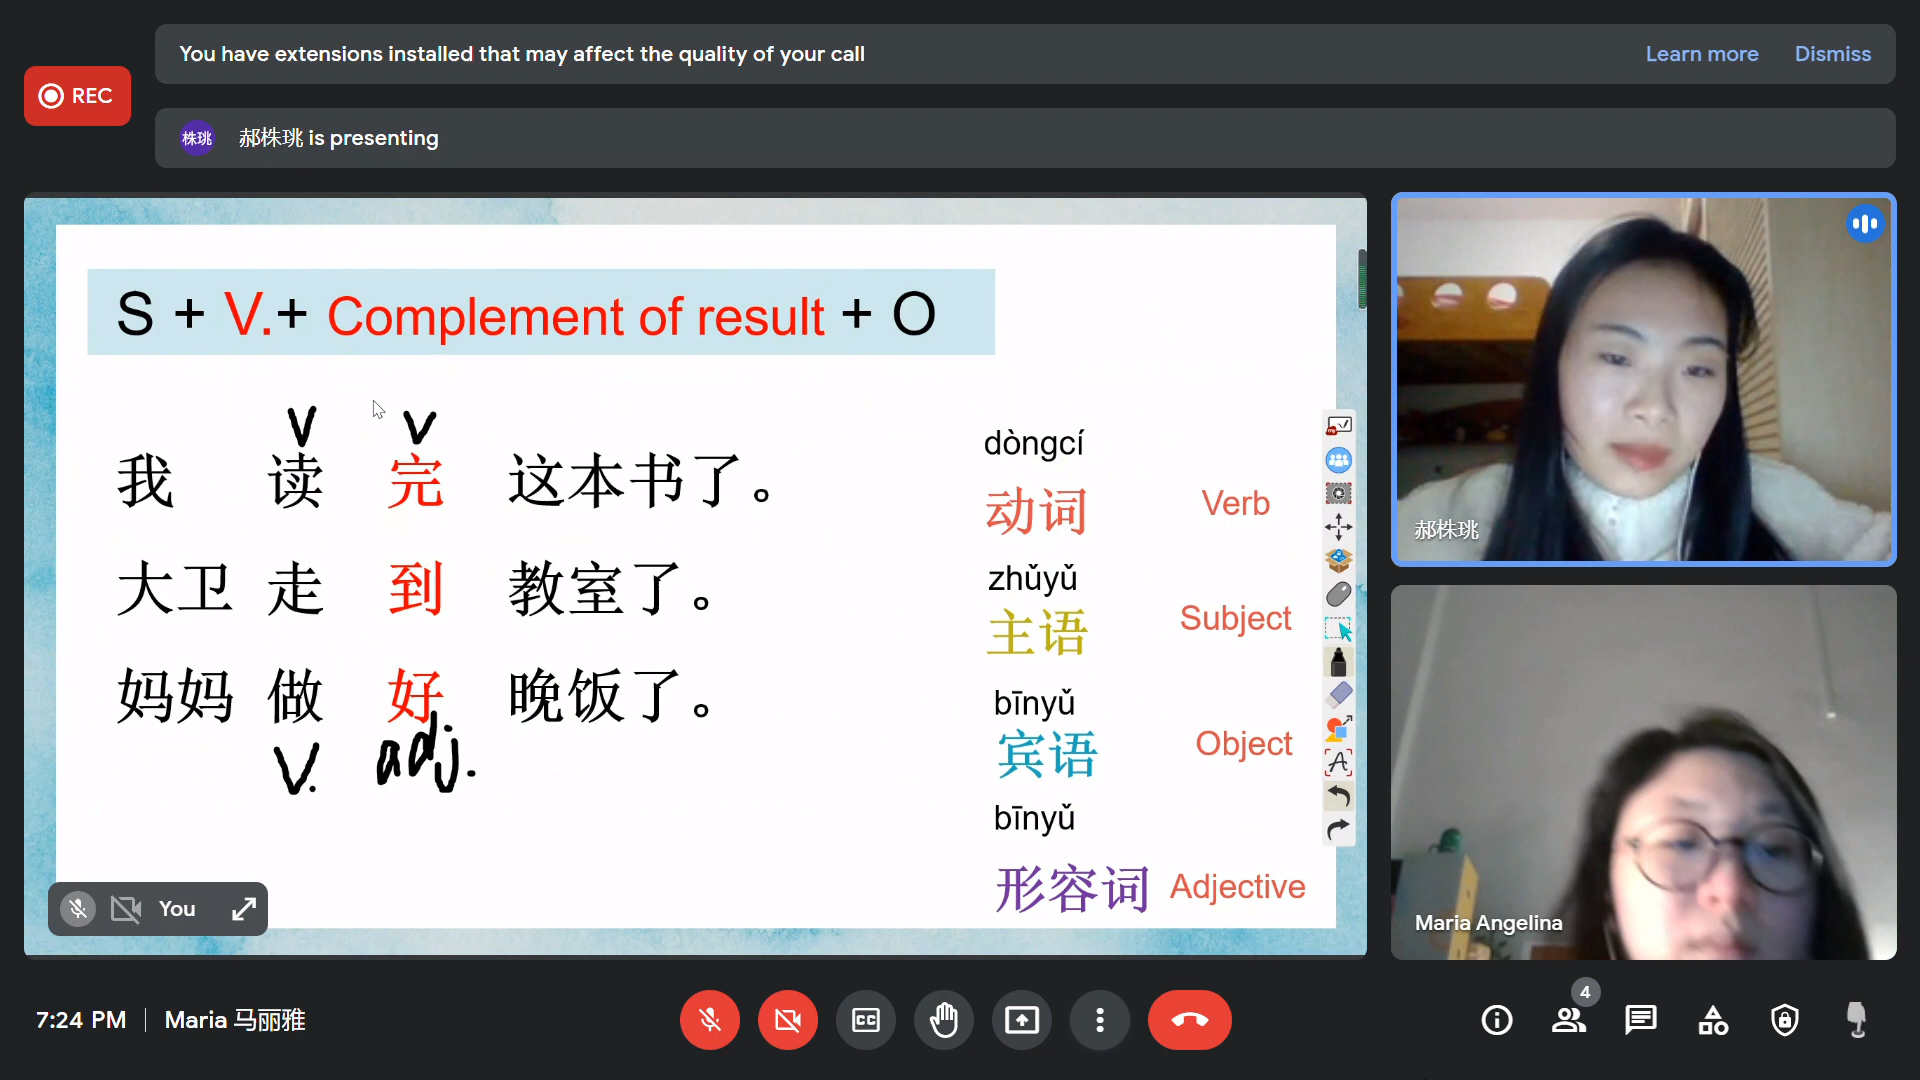 You have extensions installed that may affect the quality of your call
Learn more
Dismiss
REC
株珧
郝株珧 is presenting
S + V.+ Complement of result + O
V V
我 读 完 这本书了。
大卫 走 到 教室了。
妈妈 做 好 晚饭了。
V. adj.
dòngcí
动词 Verb
zhǔyǔ
主语 Subject
bīnyǔ
宾语 Object
bīnyǔ
形容词 Adjective
You
郝株珧
Maria Angelina
7:24 PM
Maria 马丽雅
CC
4